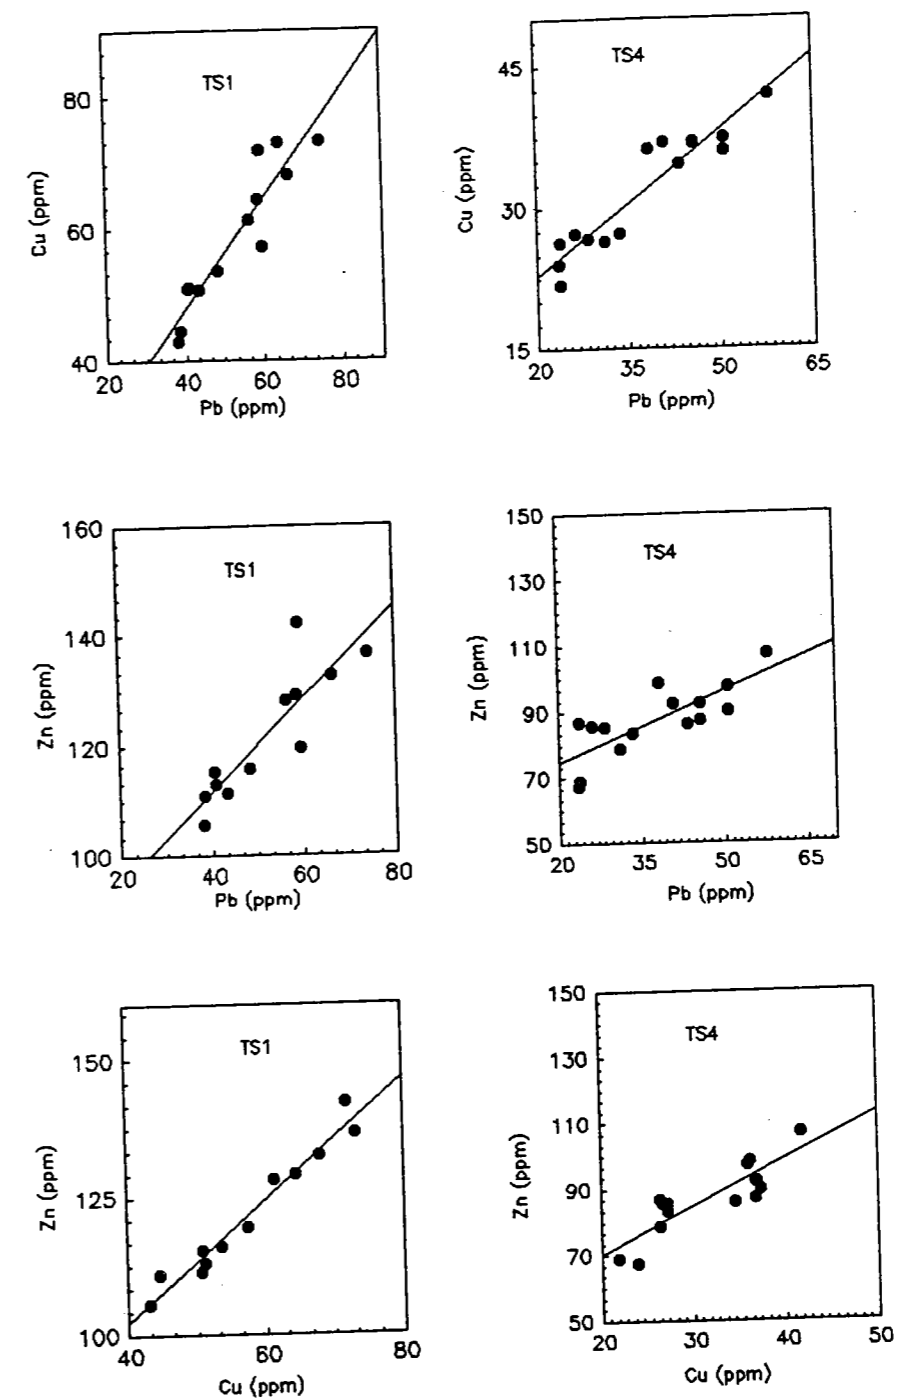 TS1
80
60
40
Cu (ppm)
20 40 60 80
Pb (ppm)
TS4
45
30
15
Cu (ppm)
20 35 50 65
Pb (ppm)
TS1
160
140
120
100
Zn (ppm)
20 40 60 80
Pb (ppm)
TS4
150
130
110
90
70
50
Zn (ppm)
20 35 50 65
Pb (ppm)
TS1
150
125
100
Zn (ppm)
40 60 80
Cu (ppm)
TS4
150
130
110
90
70
50
Zn (ppm)
20 30 40 50
Cu (ppm)